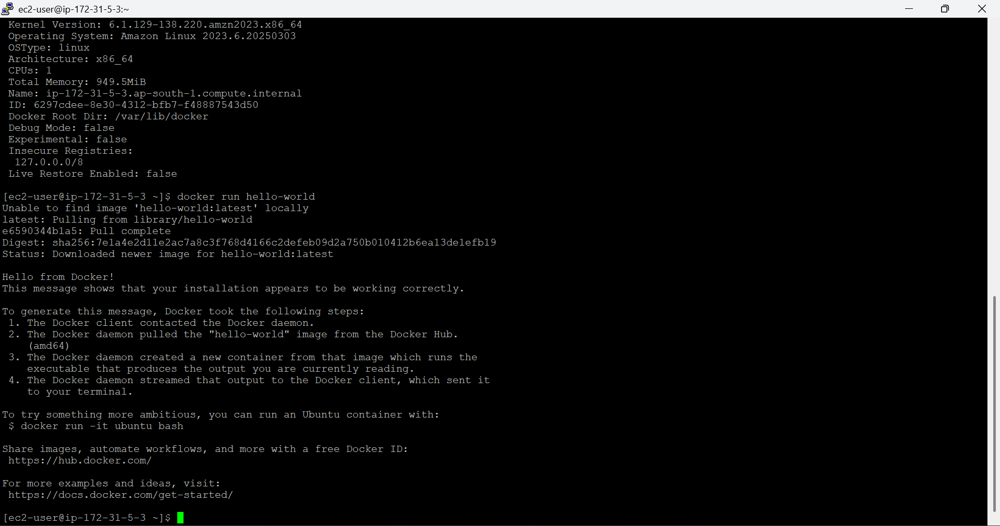 ec2-user@ip-172-31-5-3:~
Kernel Version: 6.1.129-138.220.amzn2023.x86_64
Operating System: Amazon Linux 2023.6.20250303
OSType: linux
Architecture: x86_64
CPUs: 1
Total Memory: 949.5MiB
Name: ip-172-31-5-3.ap-south-1.compute.internal
ID: 6297cdee-8e30-4312-bfb7-f48887543d50
Docker Root Dir: /var/lib/docker
Debug Mode: false
Experimental: false
Insecure Registries:
127.0.0.0/8
Live Restore Enabled: false
[ec2-user@ip-172-31-5-3 ~]$ docker run hello-world
Unable to find image 'hello-world:latest' locally
latest: Pulling from library/hello-world
e6590344b1a5: Pull complete
Digest: sha256:7e1a4e2d11e2ac7a8c3f768d4166c2defeb09d2a750b010412b6ea13de1efb19
Status: Downloaded newer image for hello-world:latest
Hello from Docker!
This message shows that your installation appears to be working correctly.
To generate this message, Docker took the following steps:
1. The Docker client contacted the Docker daemon.
2. The Docker daemon pulled the "hello-world" image from the Docker Hub.
(amd64)
3. The Docker daemon created a new container from that image which runs the
executable that produces the output you are currently reading.
4. The Docker daemon streamed that output to the Docker client, which sent it
to your terminal.
To try something more ambitious, you can run an Ubuntu container with:
$ docker run -it ubuntu bash
Share images, automate workflows, and more with a free Docker ID:
https://hub.docker.com/
For more examples and ideas, visit:
https://docs.docker.com/get-started/
[ec2-user@ip-172-31-5-3 ~]$